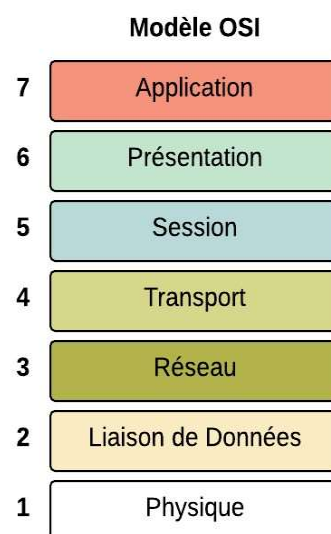 Modèle OSI
7 Application
6 Présentation
5 Session
4 Transport
3 Réseau
2 Liaison de Données
1 Physique